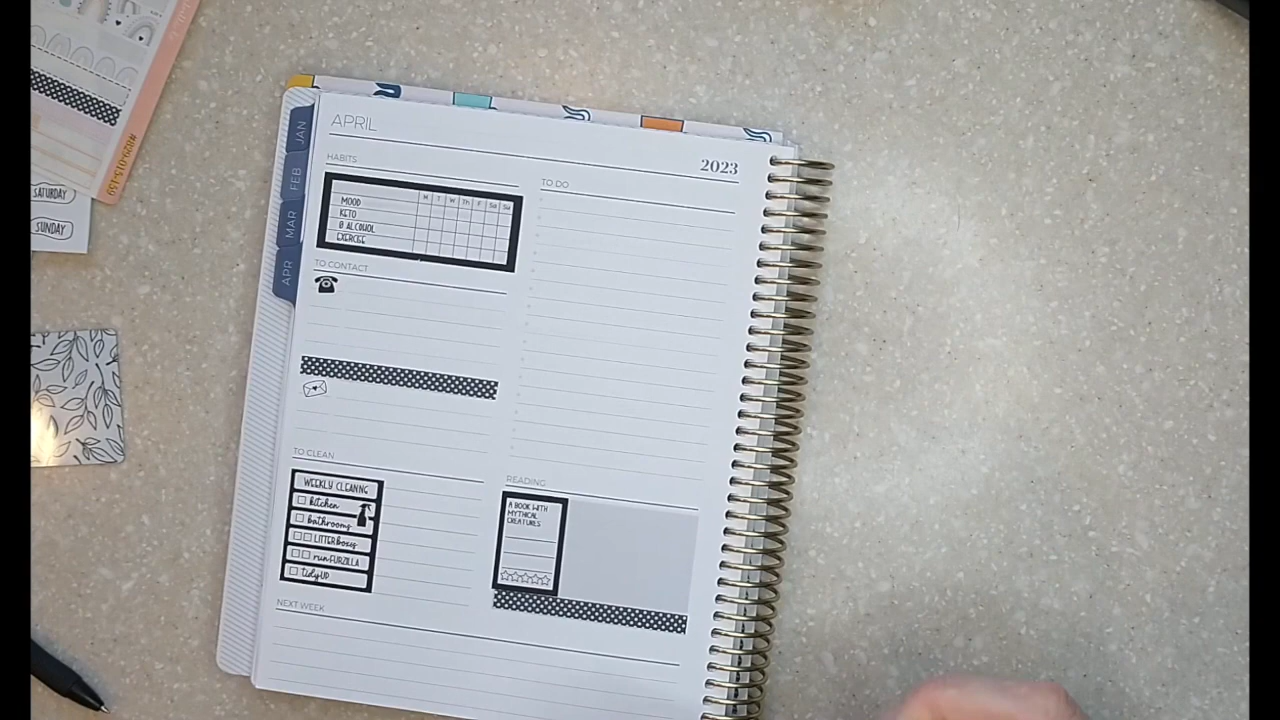 APRIL
2023
JAN
FEB
MAR
APR
HABITS
M T W Th F Sa Su
MOOD
KETO
0 ALCOHOL
EXERCISE
TO CONTACT
TO CLEAN
WEEKLY CLEANING
kitchen
bathrooms
LITTER boxes
run FURZILLA
tidy UP
NEXT WEEK
TO DO
READING
A BOOK WITH
MYTHICAL
CREATURES
SATURDAY
SUNDAY